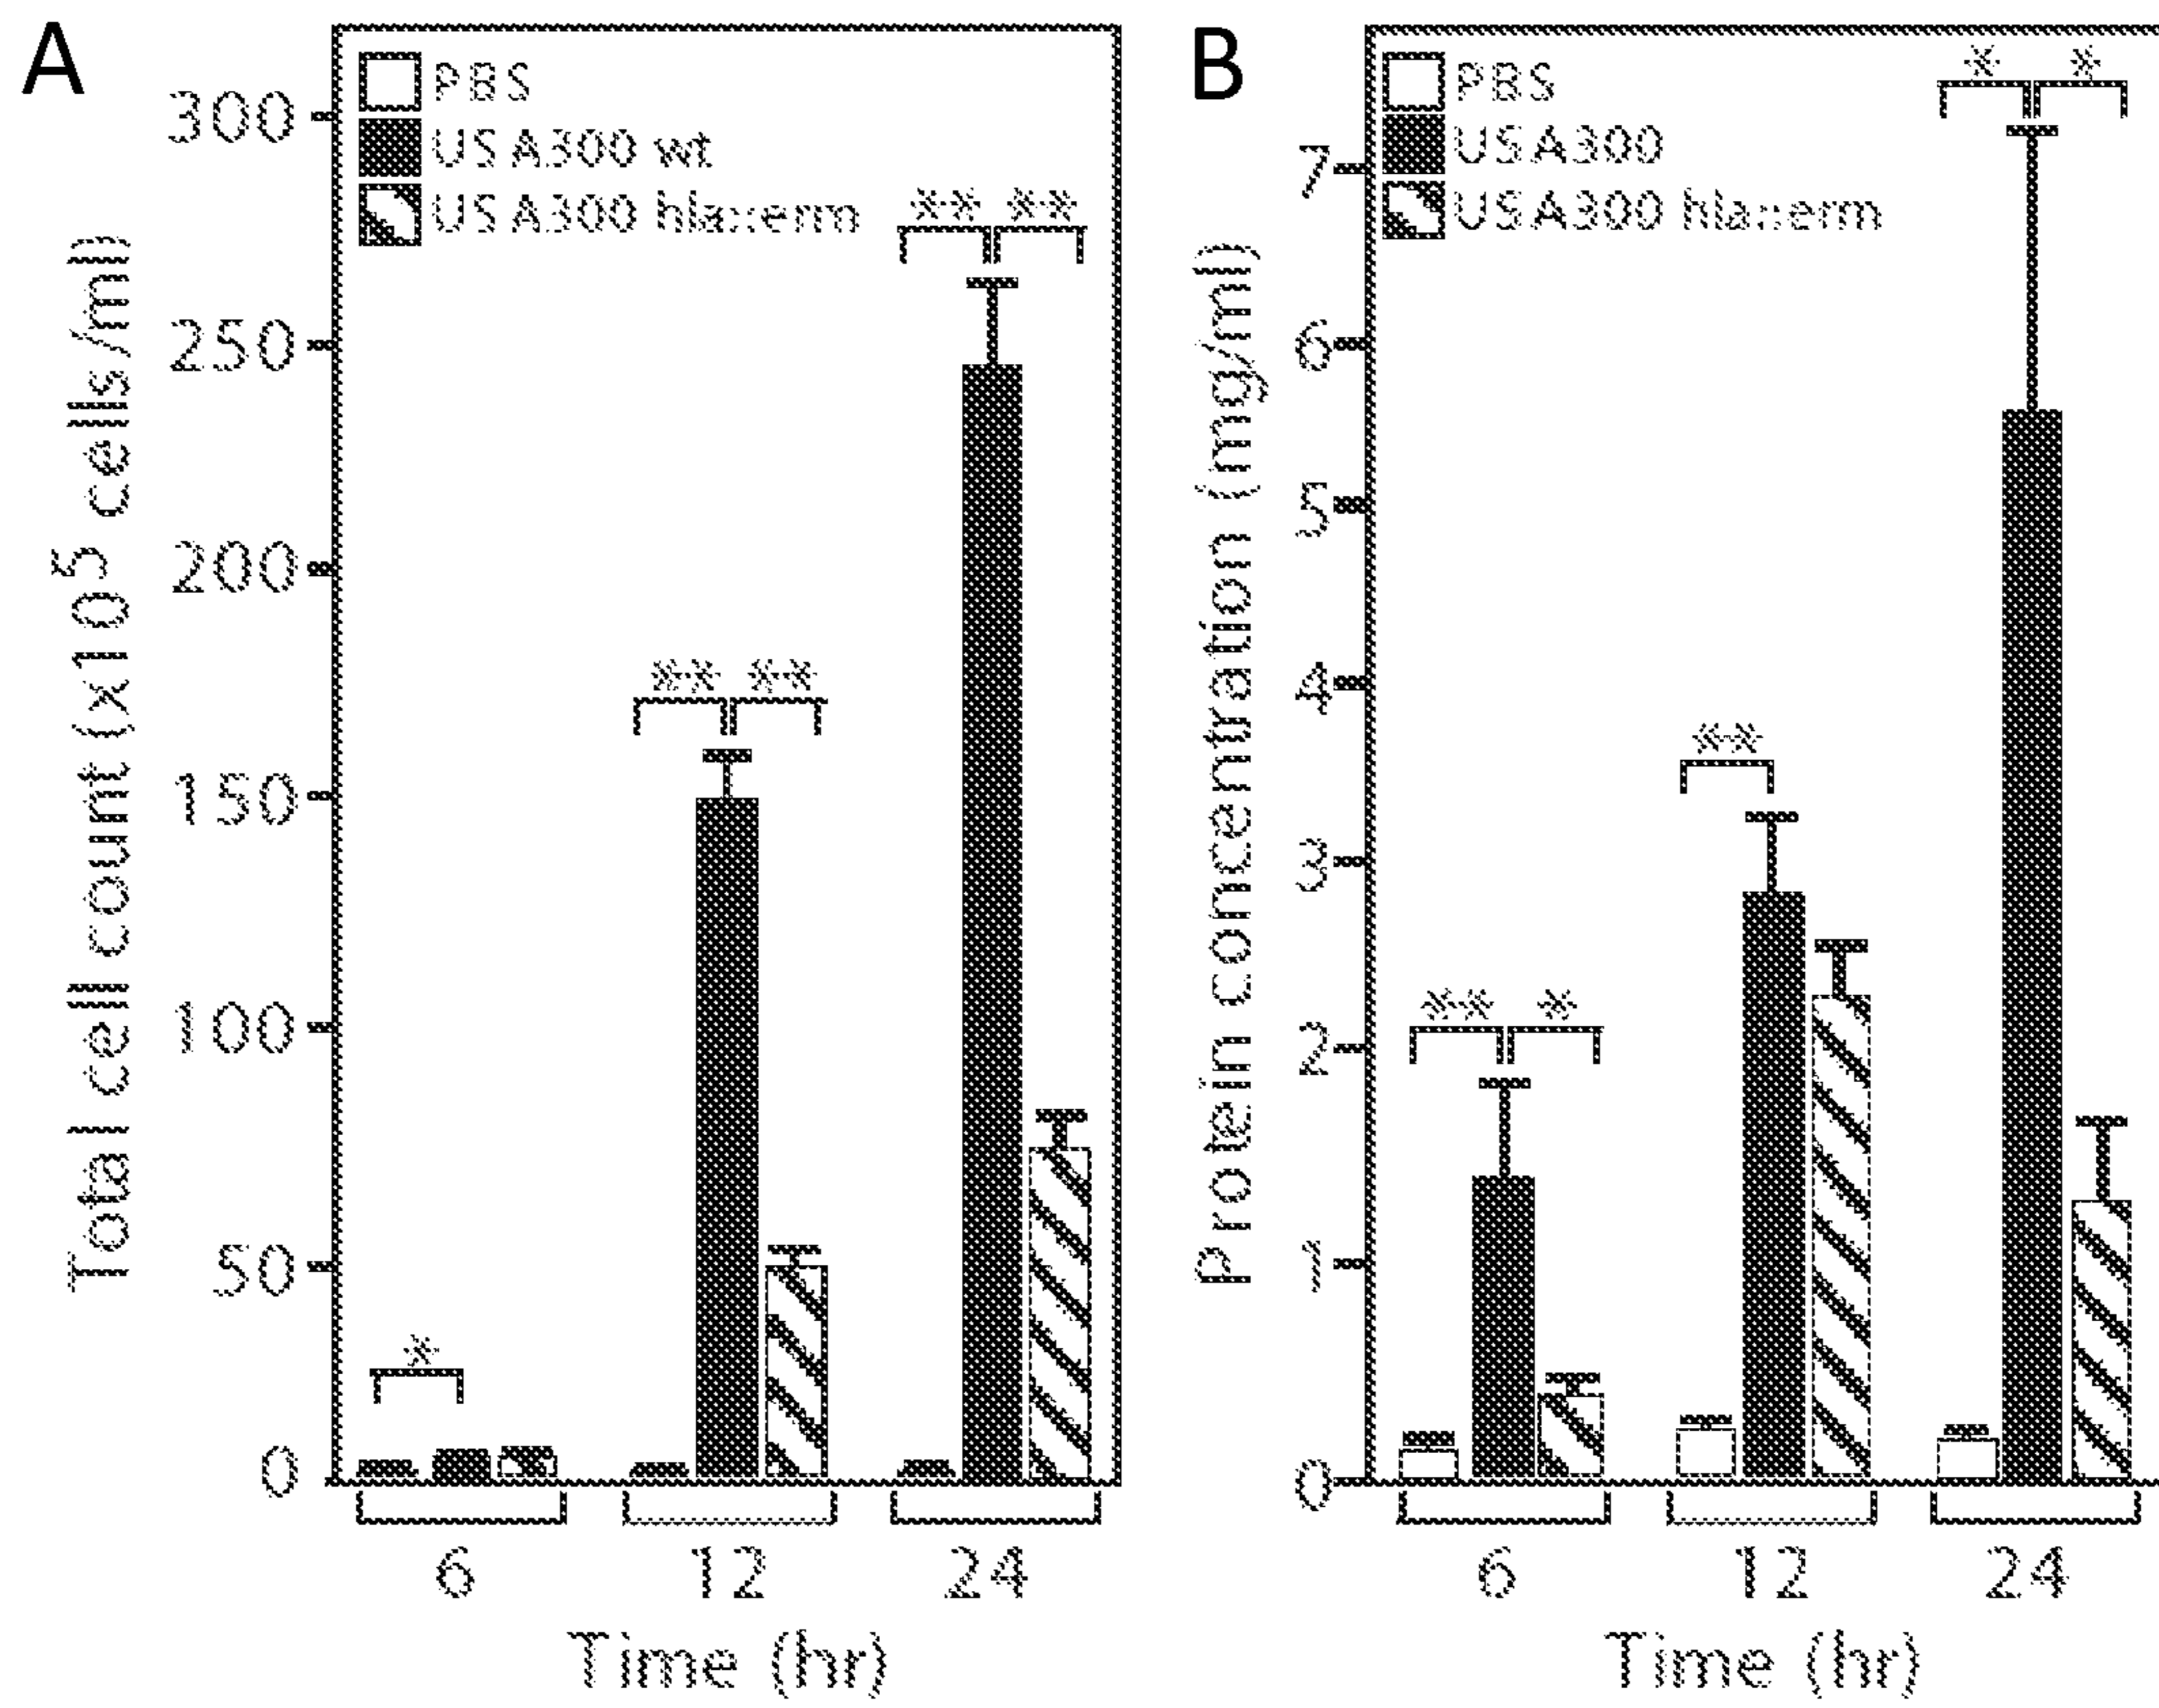 A
Total cell count (x10⁵ cells/ml)
300
250
200
150
100
50
0
PBS
USA300 wt
USA300 hla::erm
*
** **
** **
6 12 24
Time (hr)
B
Protein concentration (mg/ml)
7
6
5
4
3
2
1
0
PBS
USA300
USA300 hla::erm
** *
**
* *
6 12 24
Time (hr)